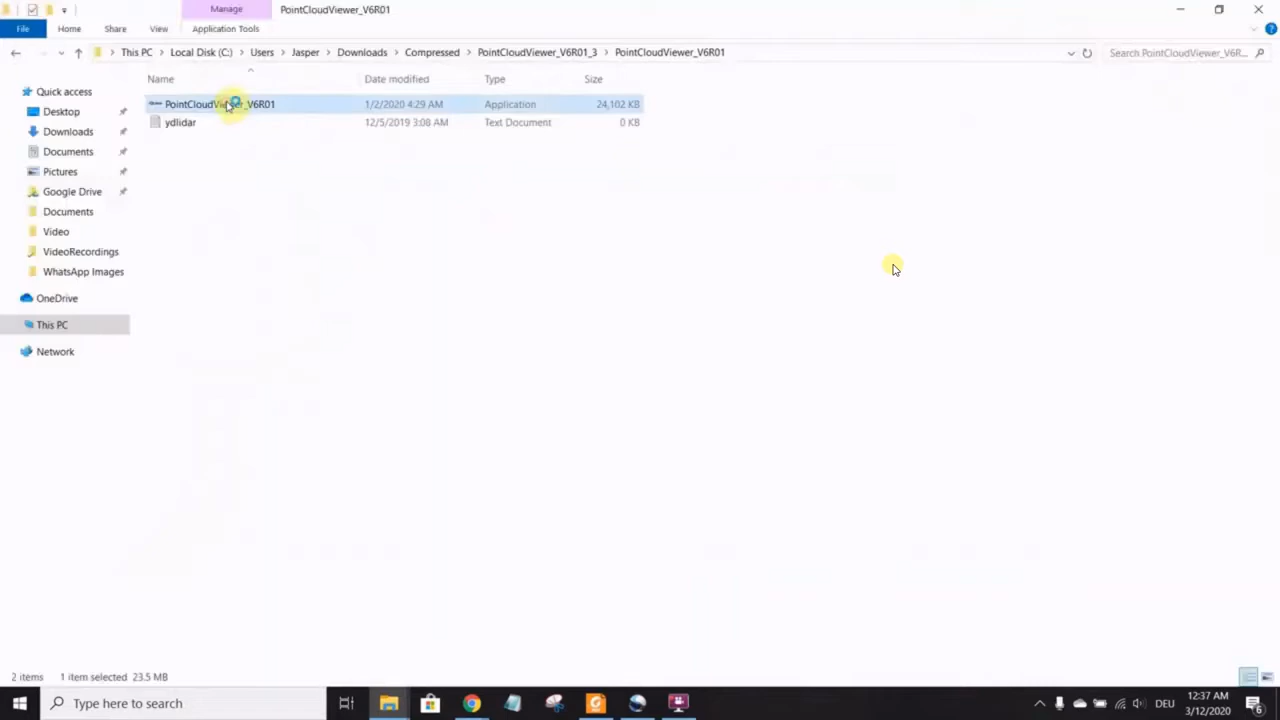 Manage
PointCloudViewer_V6R01
File
Home
Share
View
Application Tools
This PC > Local Disk (C:) > Users > Jasper > Downloads > Compressed > PointCloudViewer_V6R01_3 > PointCloudViewer_V6R01
Search PointCloudViewer_V6R...
Name
Date modified
Type
Size
PointCloudViewer_V6R01
1/2/2020 4:29 AM
Application
24,102 KB
ydlidar
12/5/2019 3:08 AM
Text Document
0 KB
Quick access
Desktop
Downloads
Documents
Pictures
Google Drive
Documents
Video
VideoRecordings
WhatsApp Images
OneDrive
This PC
Network
2 items
1 item selected 23.5 MB
Type here to search
DEU
12:37 AM
3/12/2020
6